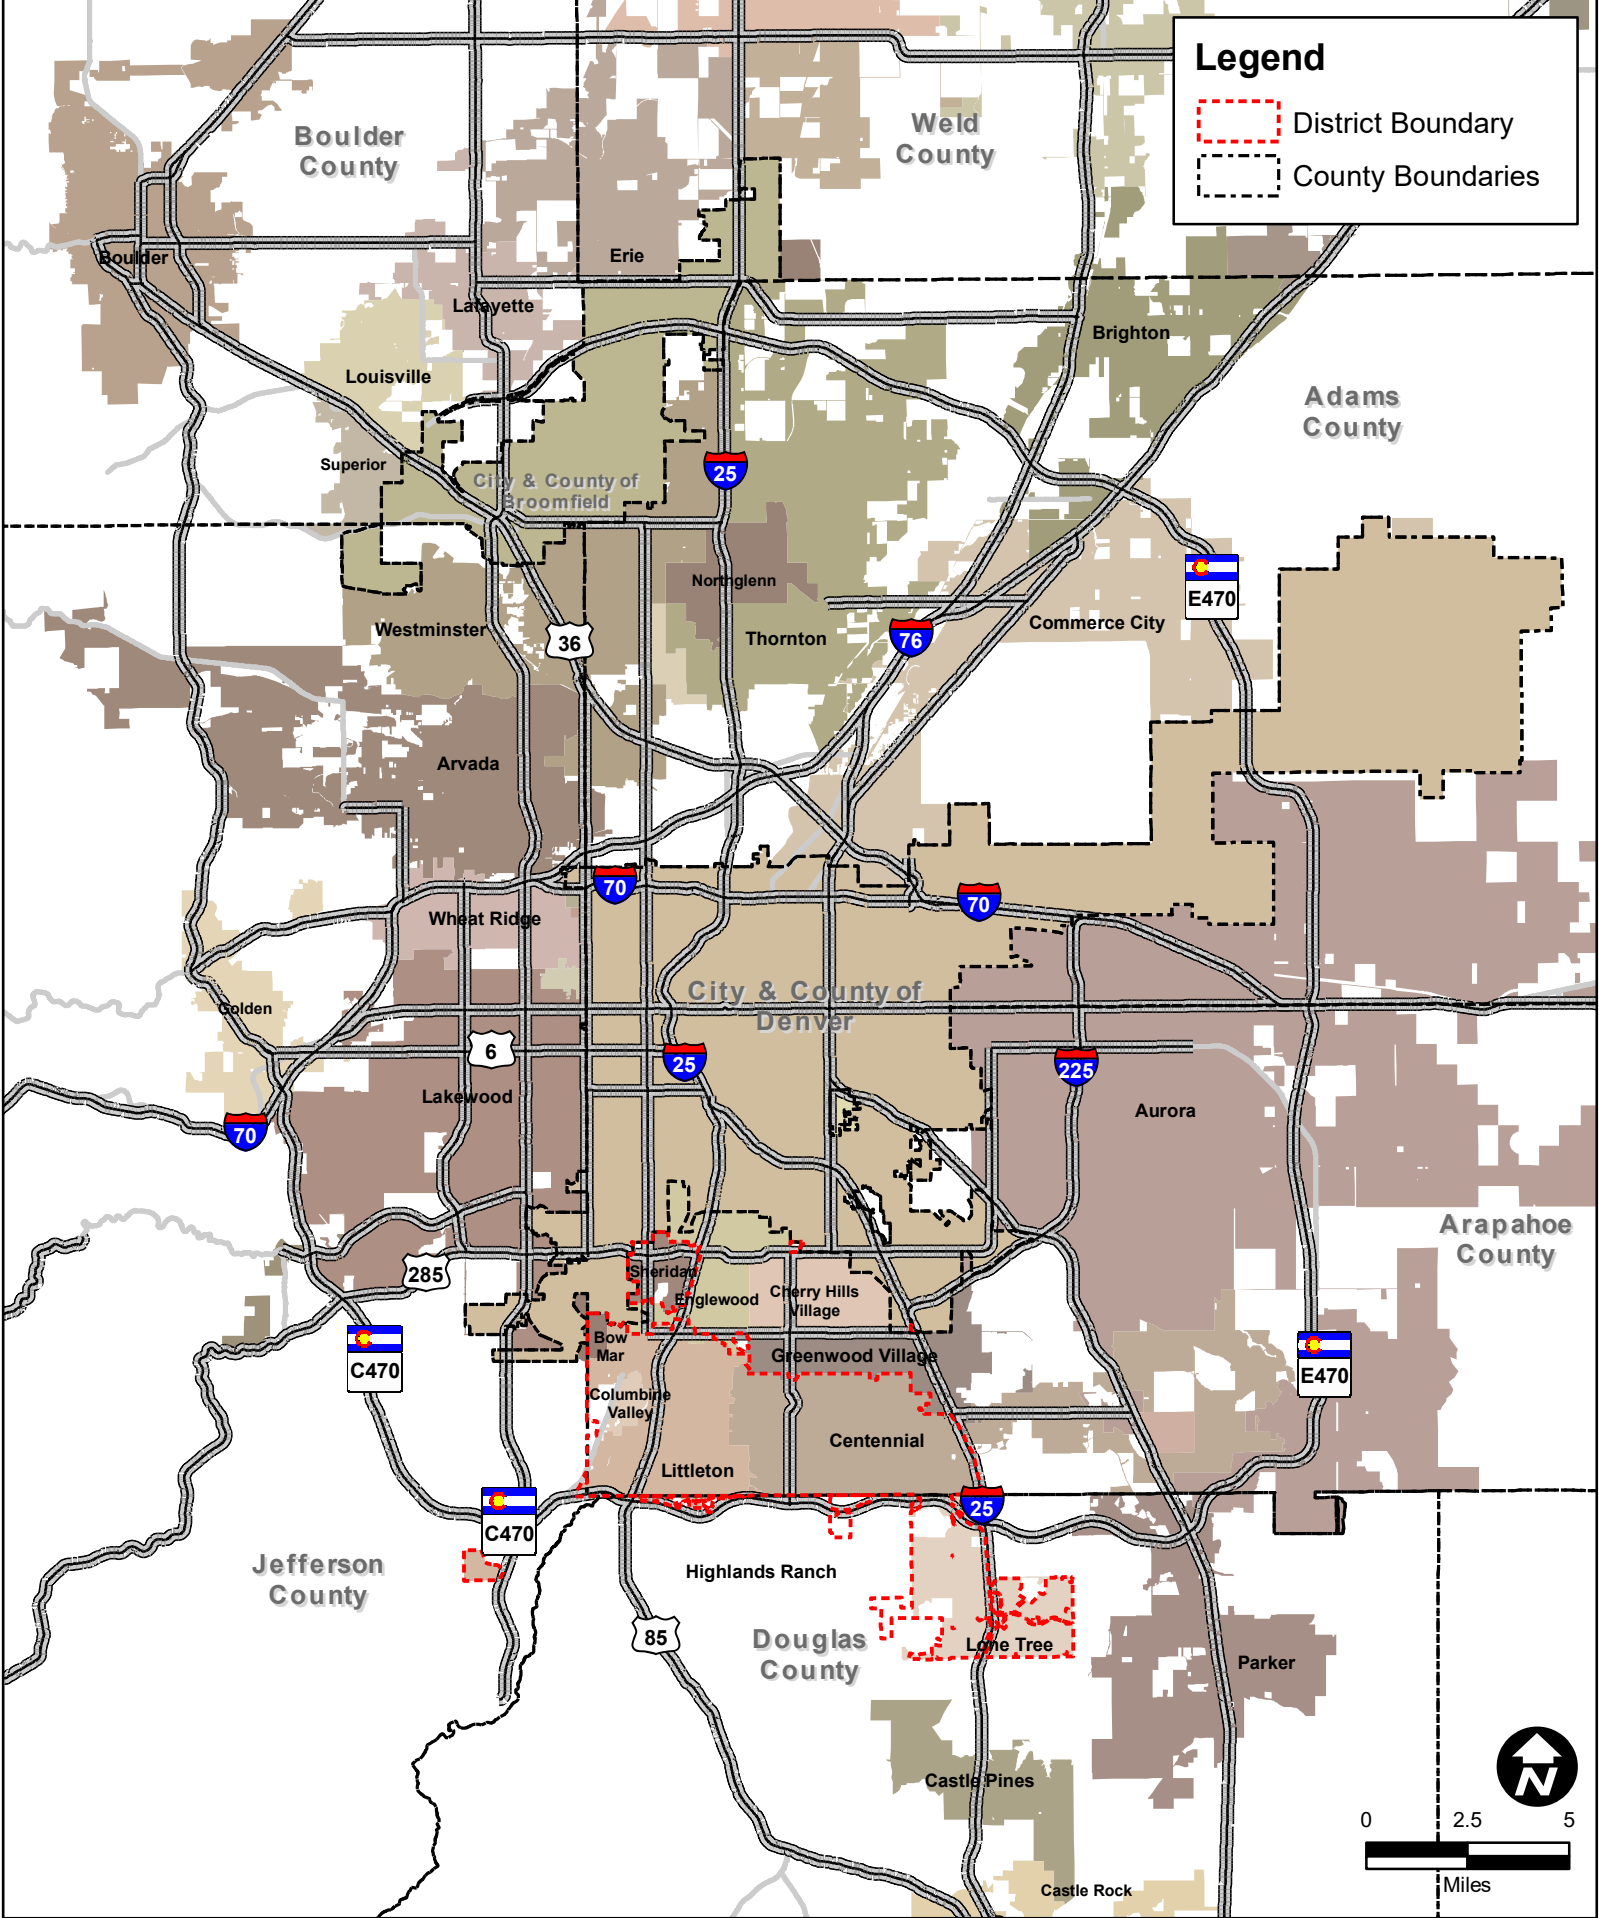 Legend
District Boundary
County Boundaries
Boulder
County
Weld
County
Boulder
Erie
Lafayette
Brighton
Louisville
Adams
County
Superior
25
City & County of
Broomfield
Northglenn
E470
Westminster
36
Thornton
76
Commerce City
Arvada
70
70
Wheat Ridge
City & County of
Denver
Golden
6
25
225
Lakewood
Aurora
70
Arapahoe
County
285
Sheridan
Englewood
Cherry Hills
Village
C470
Bow
Mar
Greenwood Village
E470
Columbine
Valley
Centennial
Littleton
C470
25
Jefferson
County
Highlands Ranch
85
Douglas
County
Lone Tree
Parker
Castle Pines
N
0 2.5 5
Miles
Castle Rock